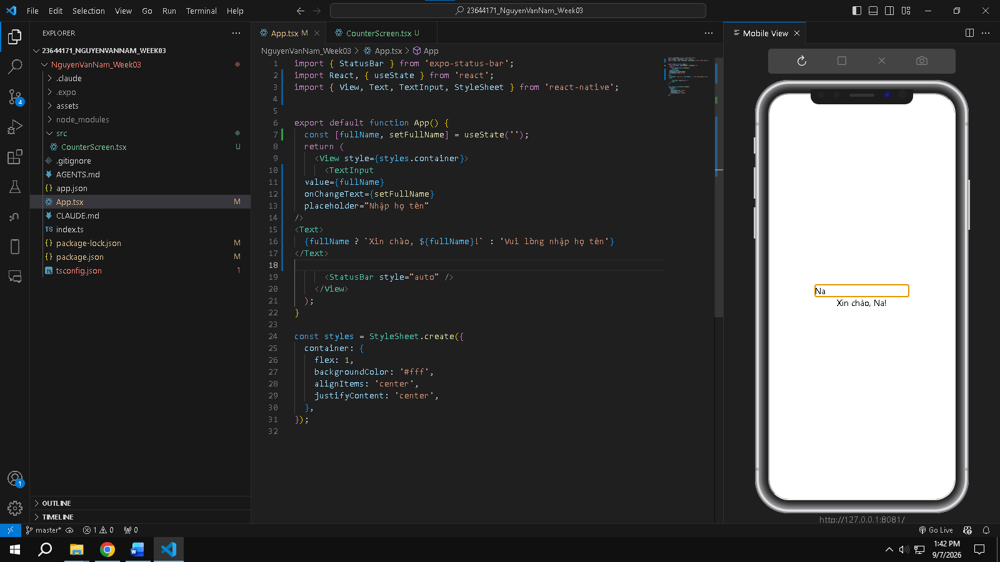 File Edit Selection View Go Run Terminal Help
23644171_NguyenVanNam_Week03
EXPLORER
23644171_NGUYENVANNAM_WEEK03
NguyenVanNam_Week03
.claude
.expo
assets
node_modules
src
CounterScreen.tsx U
.gitignore
AGENTS.md
app.json
App.tsx M
CLAUDE.md
TS index.ts
package-lock.json M
package.json M
tsconfig.json 1
OUTLINE
TIMELINE
App.tsx M
CounterScreen.tsx U
NguyenVanNam_Week03 > App.tsx > App
1 import { StatusBar } from 'expo-status-bar';
2 import React, { useState } from 'react';
3 import { View, Text, TextInput, StyleSheet } from 'react-native';
4
5
6 export default function App() {
7 const [fullName, setFullName] = useState('');
8 return (
9 <View style={styles.container}>
10 <TextInput
11 value={fullName}
12 onChangeText={setFullName}
13 placeholder="Nhập họ tên"
14 />
15 <Text>
16 {fullName ? `Xin chào, ${fullName}!` : 'Vui lòng nhập họ tên'}
17 </Text>
18
19 <StatusBar style="auto" />
20 </View>
21 );
22 }
23
24 const styles = StyleSheet.create({
25 container: {
26 flex: 1,
27 backgroundColor: '#fff',
28 alignItems: 'center',
29 justifyContent: 'center',
30 },
31 });
32
Mobile View
Na
Xin chào, Na!
http://127.0.0.1:8081/
4
1
master* 1 0 0
Go Live
1:42 PM
9/7/2026